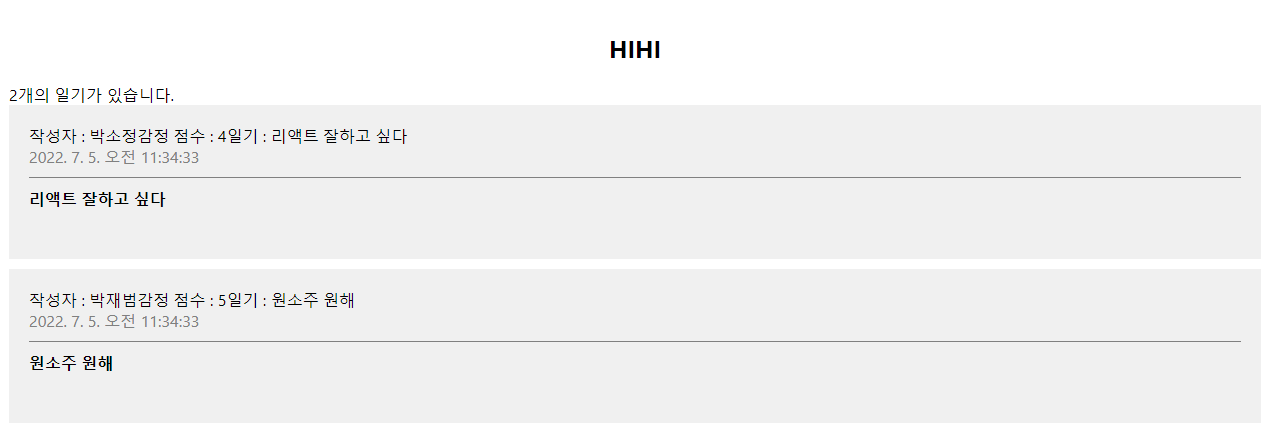 HIHI
2개의 일기가 있습니다.
작성자 : 박소정감정 점수 : 4일기 : 리액트 잘하고 싶다
2022. 7. 5. 오전 11:34:33
리액트 잘하고 싶다
작성자 : 박재범감정 점수 : 5일기 : 원소주 원해
2022. 7. 5. 오전 11:34:33
원소주 원해